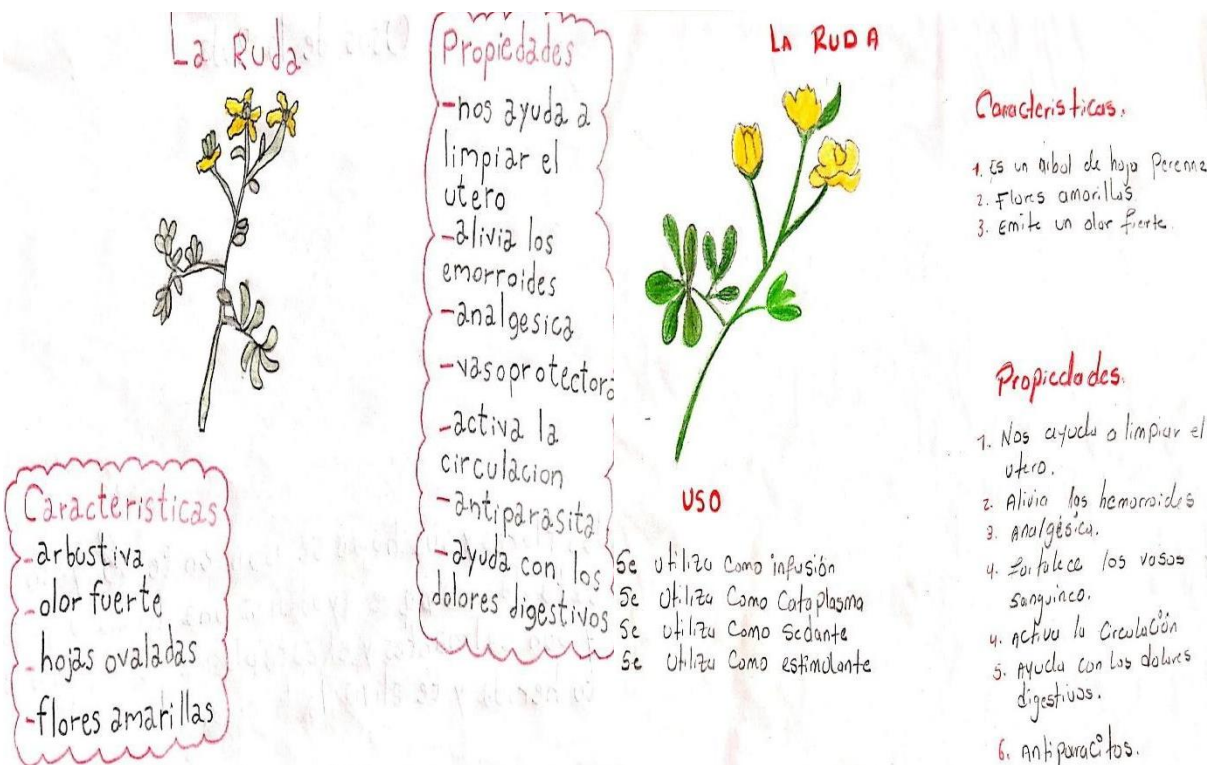 La Ruda
Caracteristicas
-arbustiva
-olor fuerte
-hojas ovaladas
-flores amarillas
Propiedades
-nos ayuda a
limpiar el
utero
-alivia los
emorroides
-analgesica
-vasoprotectora
-activa la
circulacion
-antiparasita
-ayuda con los
dolores digestivos
LA RUDA
USO
Se utiliza Como infusión
Se utiliza Como Cataplasma
Se utiliza Como Sedante
Se utiliza Como estimulante
Caracteristicas.
1. Es un arbol de hoja Perenne
2. Flores amarillas
3. Emite un olor fuerte.
Propiedades.
1. Nos ayuda a limpiar el
utero.
2. Alivia los hemorroides
3. Analgésica.
4. Fortalece los vasos
sanguineo.
4. Activa la Circulación
5. Ayuda con los dolores
digestivos.
6. Antiparacitos.